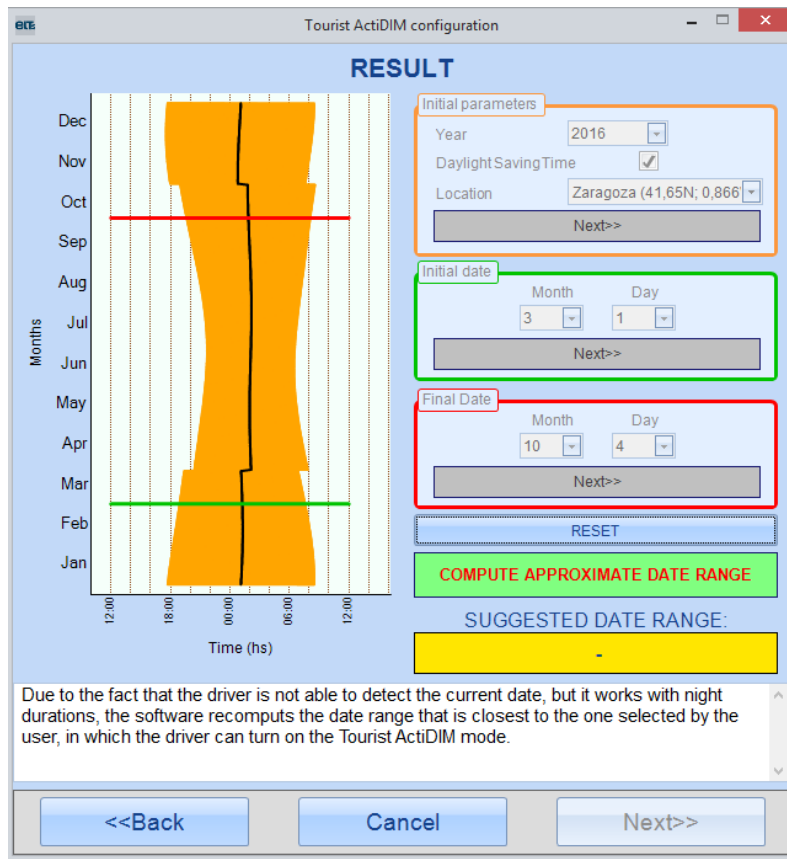 ELT
Tourist ActiDIM configuration
RESULT
Dec
Nov
Oct
Sep
Aug
Jul
Jun
May
Apr
Mar
Feb
Jan
Months
12:00
18:00
00:00
06:00
12:00
Time (hs)
Initial parameters
Year 2016
Daylight SavingTime
Location Zaragoza (41,65N; 0,866
Next>>
Initial date
Month Day
3 1
Next>>
Final Date
Month Day
10 4
Next>>
RESET
COMPUTE APPROXIMATE DATE RANGE
SUGGESTED DATE RANGE:
-
Due to the fact that the driver is not able to detect the current date, but it works with night
durations, the software recomputes the date range that is closest to the one selected by the
user, in which the driver can turn on the Tourist ActiDIM mode.
<<Back Cancel Next>>